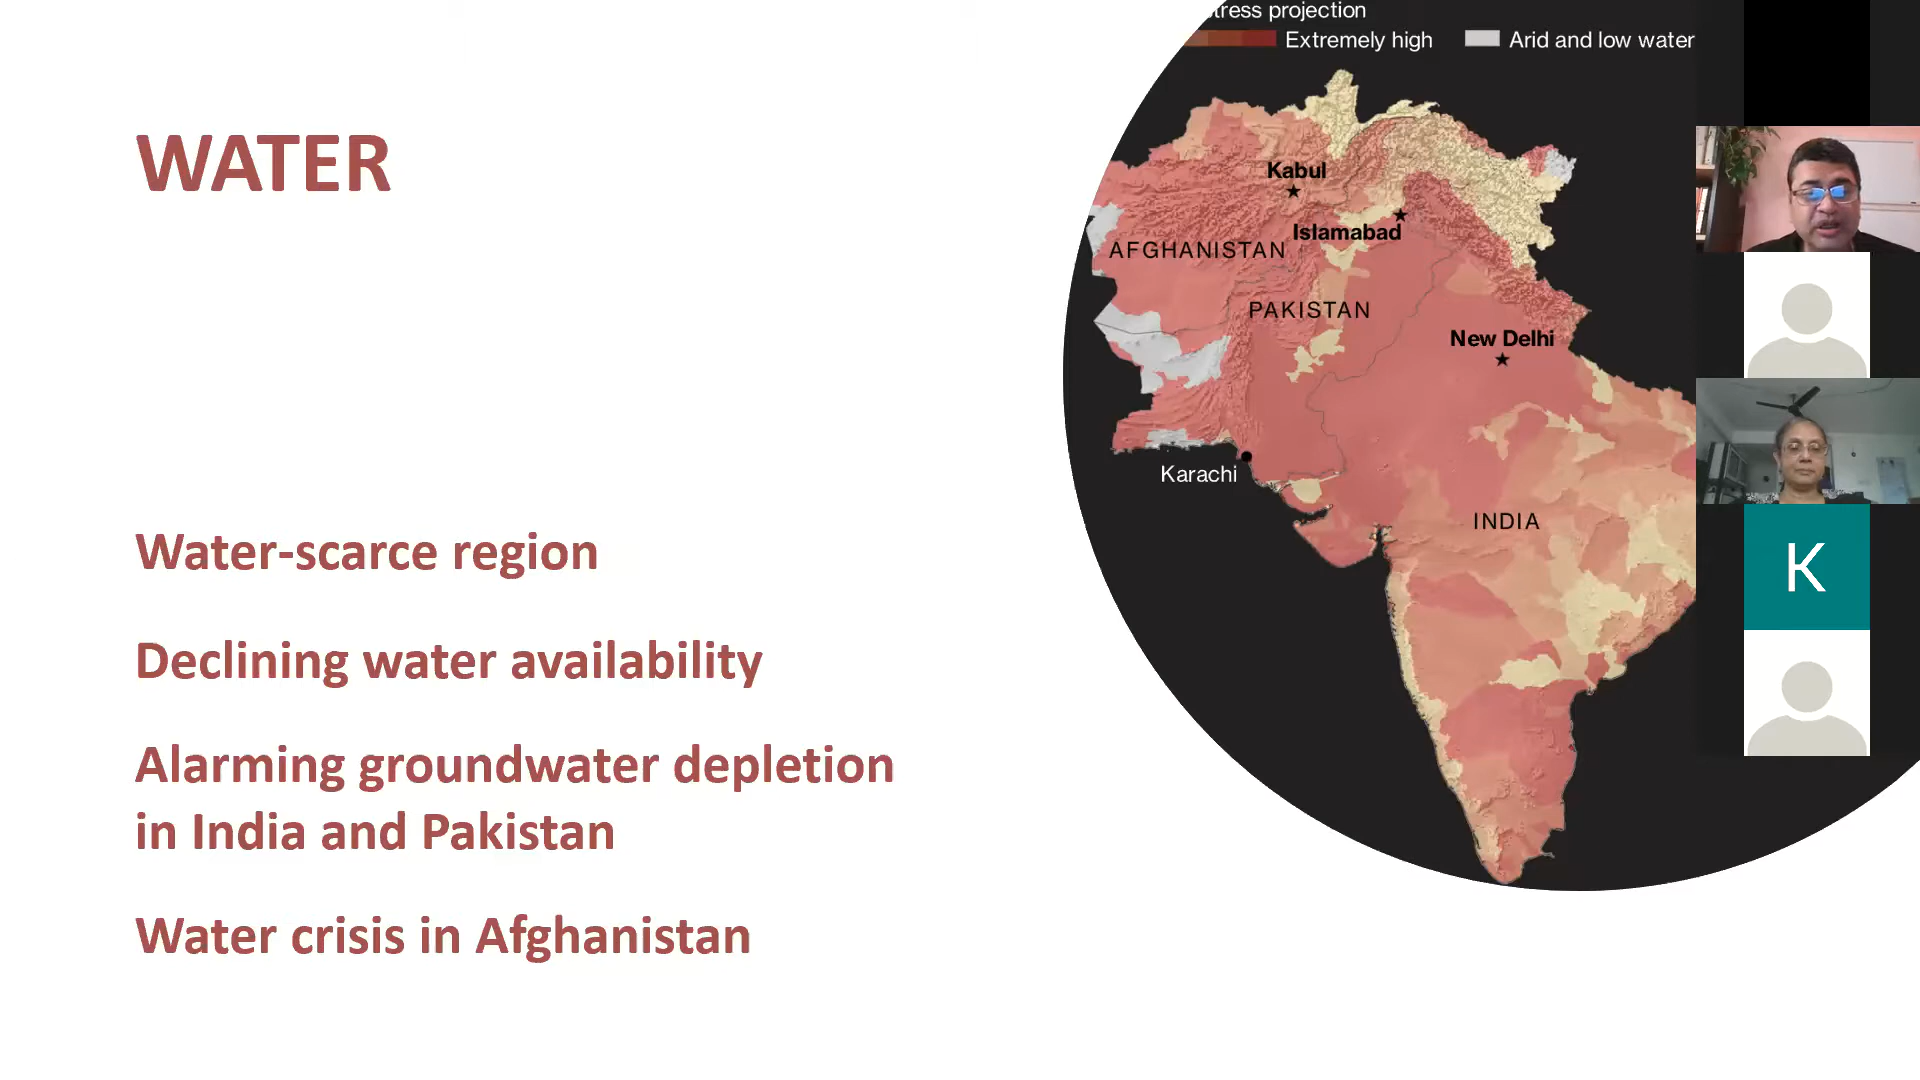 WATER
Water-scarce region
Declining water availability
Alarming groundwater depletion
in India and Pakistan
Water crisis in Afghanistan
projection
Extremely high
Arid and low water
Kabul
Islamabad
AFGHANISTAN
PAKISTAN
New Delhi
Karachi
INDIA
K